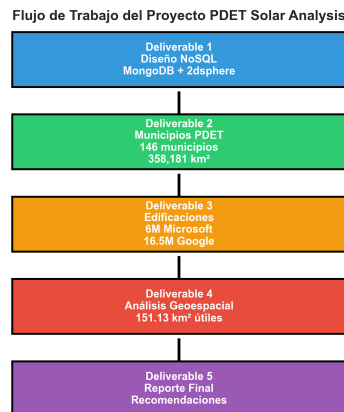 Flujo de Trabajo del Proyecto PDET Solar Analysis
Deliverable 1
Diseño NoSQL
MongoDB + 2dsphere
Deliverable 2
Municipios PDET
146 municipios
358,181 km²
Deliverable 3
Edificaciones
6M Microsoft
16.5M Google
Deliverable 4
Análisis Geoespacial
151.13 km² útiles
Deliverable 5
Reporte Final
Recomendaciones